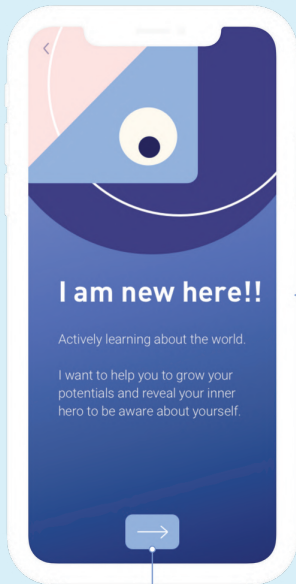 I am new here!!
Actively learning about the world.
I want to help you to grow your
potentials and reveal your inner
hero to be aware about yourself.